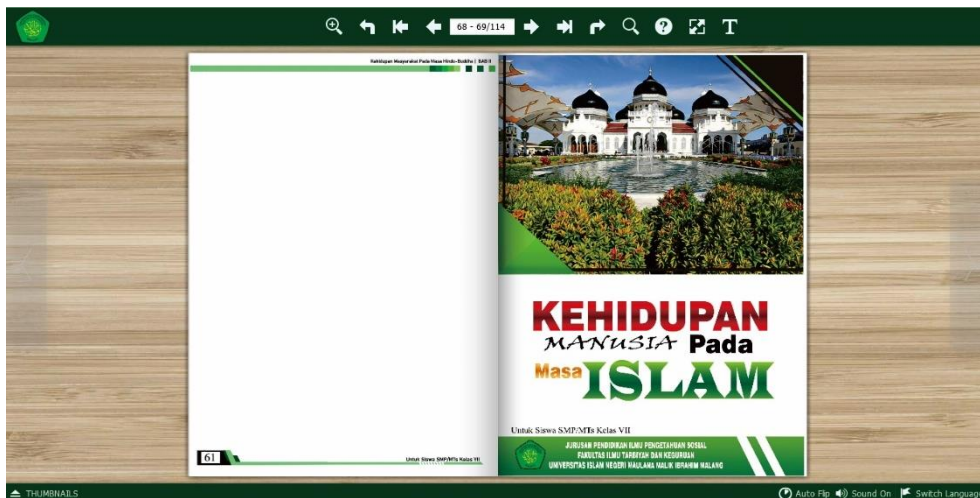 68 - 69/114
Kehidupan Masyarakat Pada Masa Hindu-Buddha | BAB II
61
Untuk Siswa SMP/MTs Kelas VII
KEHIDUPAN
MANUSIA Pada
Masa ISLAM
Untuk Siswa SMP/MTs Kelas VII
JURUSAN PENDIDIKAN ILMU PENGETAHUAN SOSIAL
FAKULTAS ILMU TARBIYAH DAN KEGURUAN
UNIVERSITAS ISLAM NEGERI MAULANA MALIK IBRAHIM MALANG
THUMBNAILS
Auto Flip Sound On Switch Languag